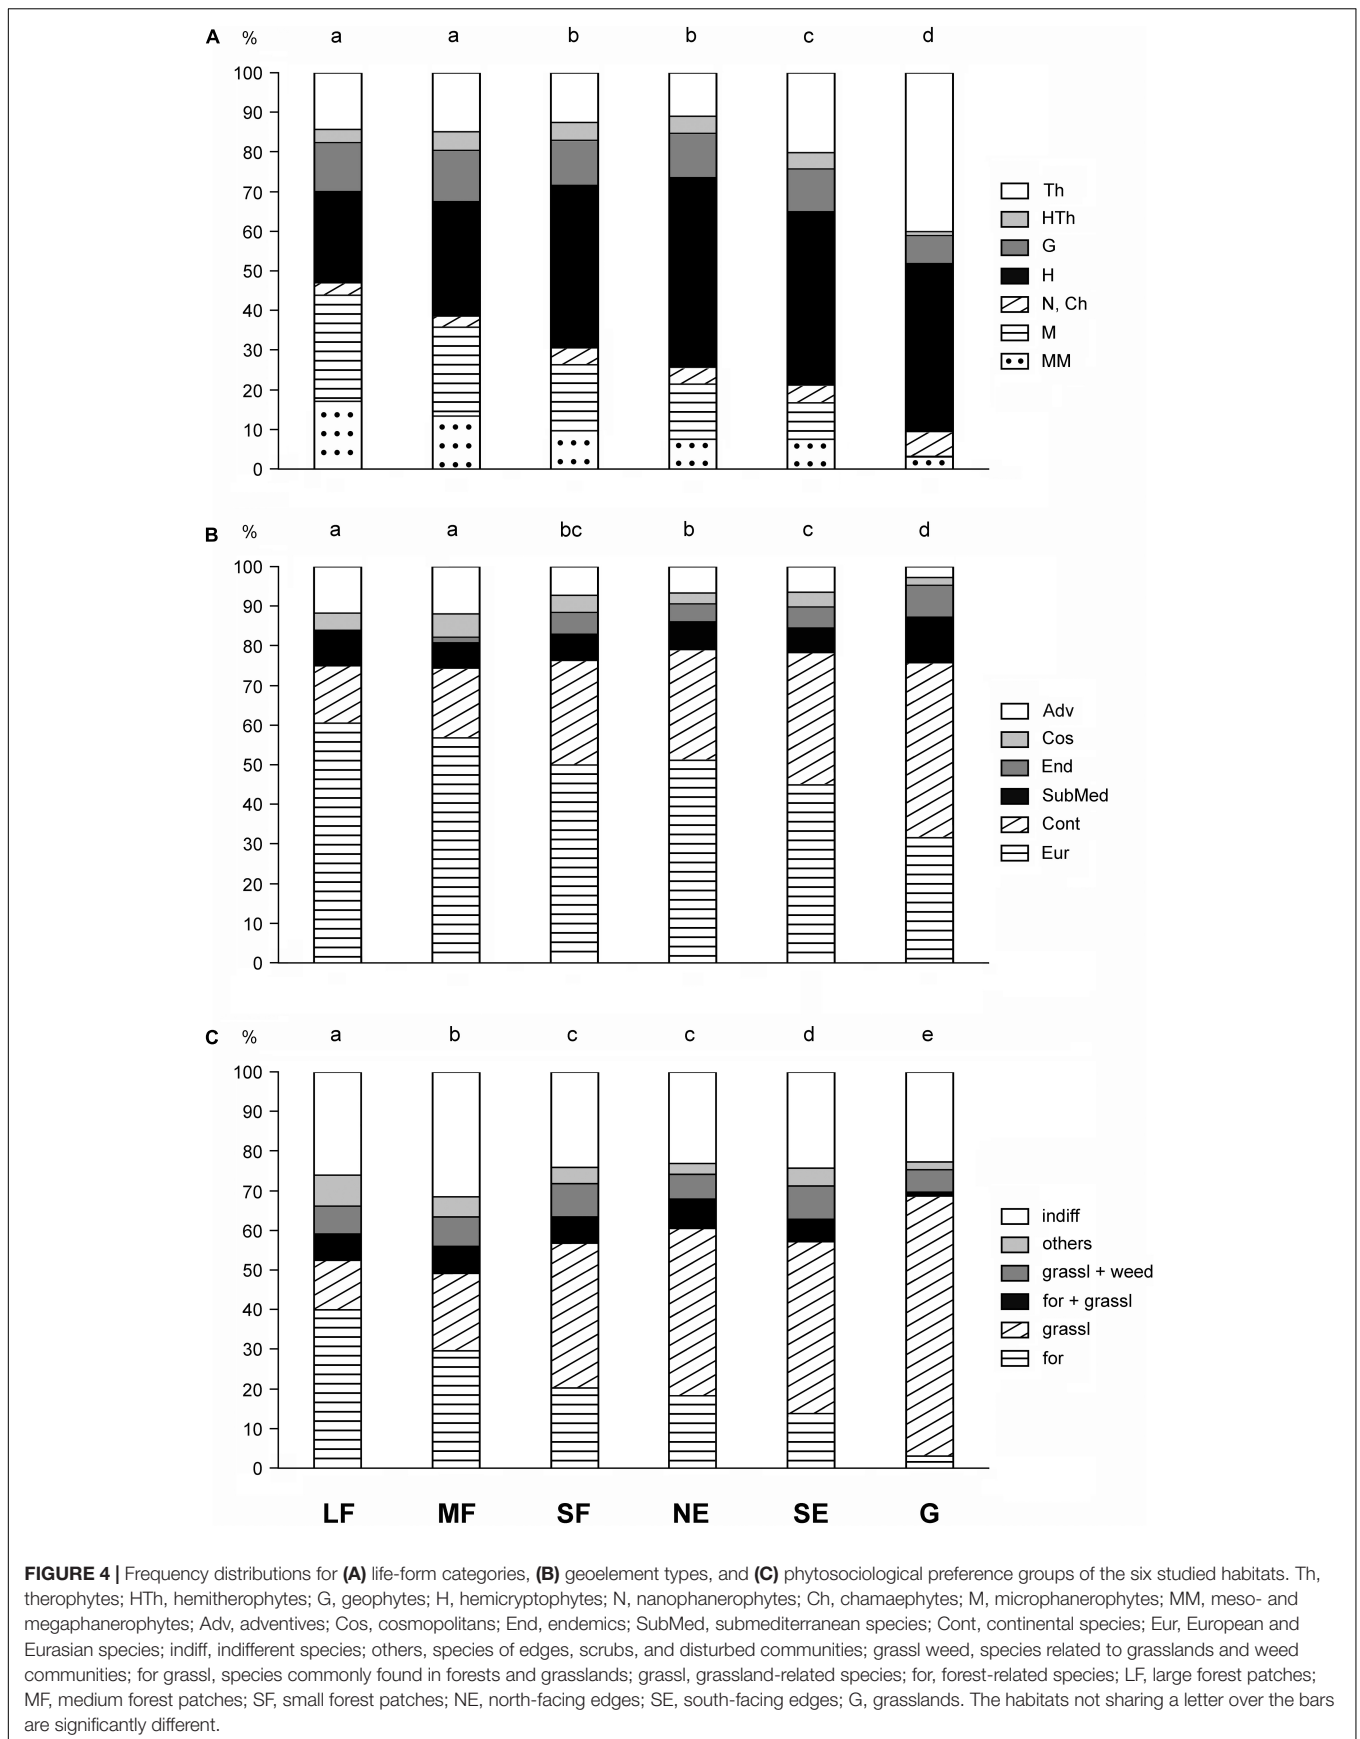 A % a a b b c d
100
90
80
70
60
50
40
30
20
10
0
Th
HTh
G
H
N, Ch
M
MM
B % a a bc b c d
100
90
80
70
60
50
40
30
20
10
0
Adv
Cos
End
SubMed
Cont
Eur
C % a b c c d e
100
90
80
70
60
50
40
30
20
10
0
indiff
others
grassl + weed
for + grassl
grassl
for
LF MF SF NE SE G
FIGURE 4 | Frequency distributions for (A) life-form categories, (B) geoelement types, and (C) phytosociological preference groups of the six studied habitats. Th,
therophytes; HTh, hemitherophytes; G, geophytes; H, hemicryptophytes; N, nanophanerophytes; Ch, chamaephytes; M, microphanerophytes; MM, meso- and
megaphanerophytes; Adv, adventives; Cos, cosmopolitans; End, endemics; SubMed, submediterranean species; Cont, continental species; Eur, European and
Eurasian species; indiff, indifferent species; others, species of edges, scrubs, and disturbed communities; grassl weed, species related to grasslands and weed
communities; for grassl, species commonly found in forests and grasslands; grassl, grassland-related species; for, forest-related species; LF, large forest patches;
MF, medium forest patches; SF, small forest patches; NE, north-facing edges; SE, south-facing edges; G, grasslands. The habitats not sharing a letter over the bars
are significantly different.